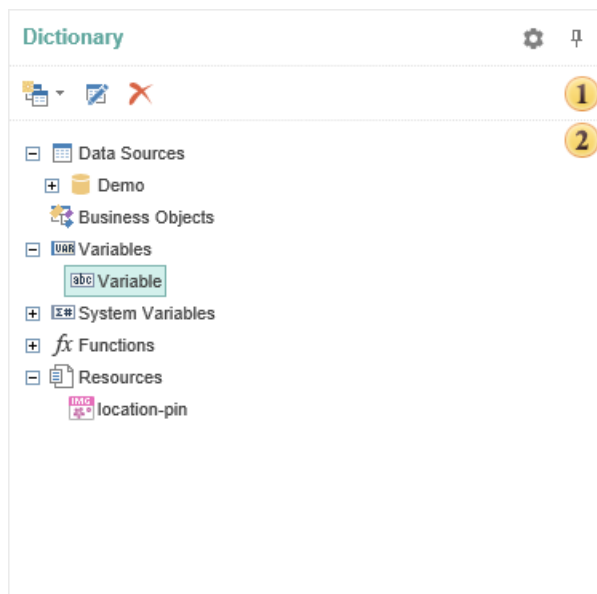 Dictionary
1
2
Data Sources
Demo
Business Objects
VAR Variables
abc Variable
Σ# System Variables
fx Functions
Resources
IMG location-pin